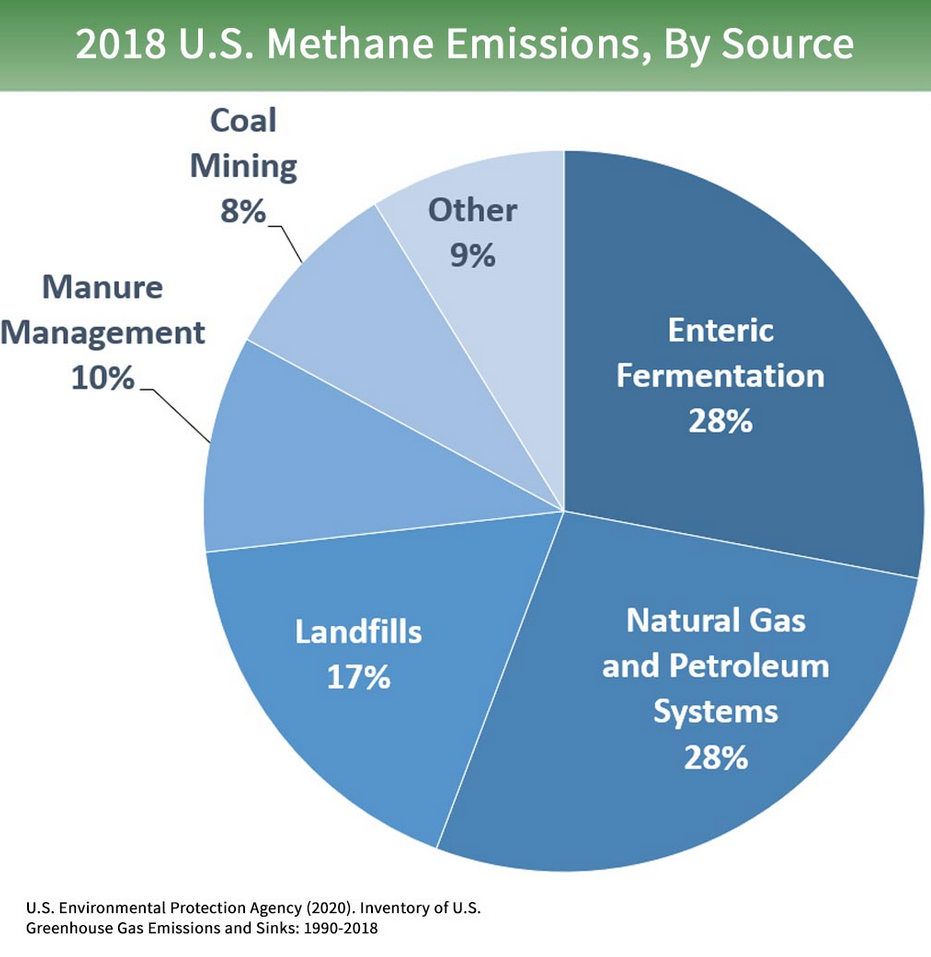 2018 U.S. Methane Emissions, By Source
Coal
Mining
8%
Other
9%
Manure
Management
10%
Enteric
Fermentation
28%
Natural Gas
and Petroleum
Systems
28%
Landfills
17%
U.S. Environmental Protection Agency (2020). Inventory of U.S.
Greenhouse Gas Emissions and Sinks: 1990-2018